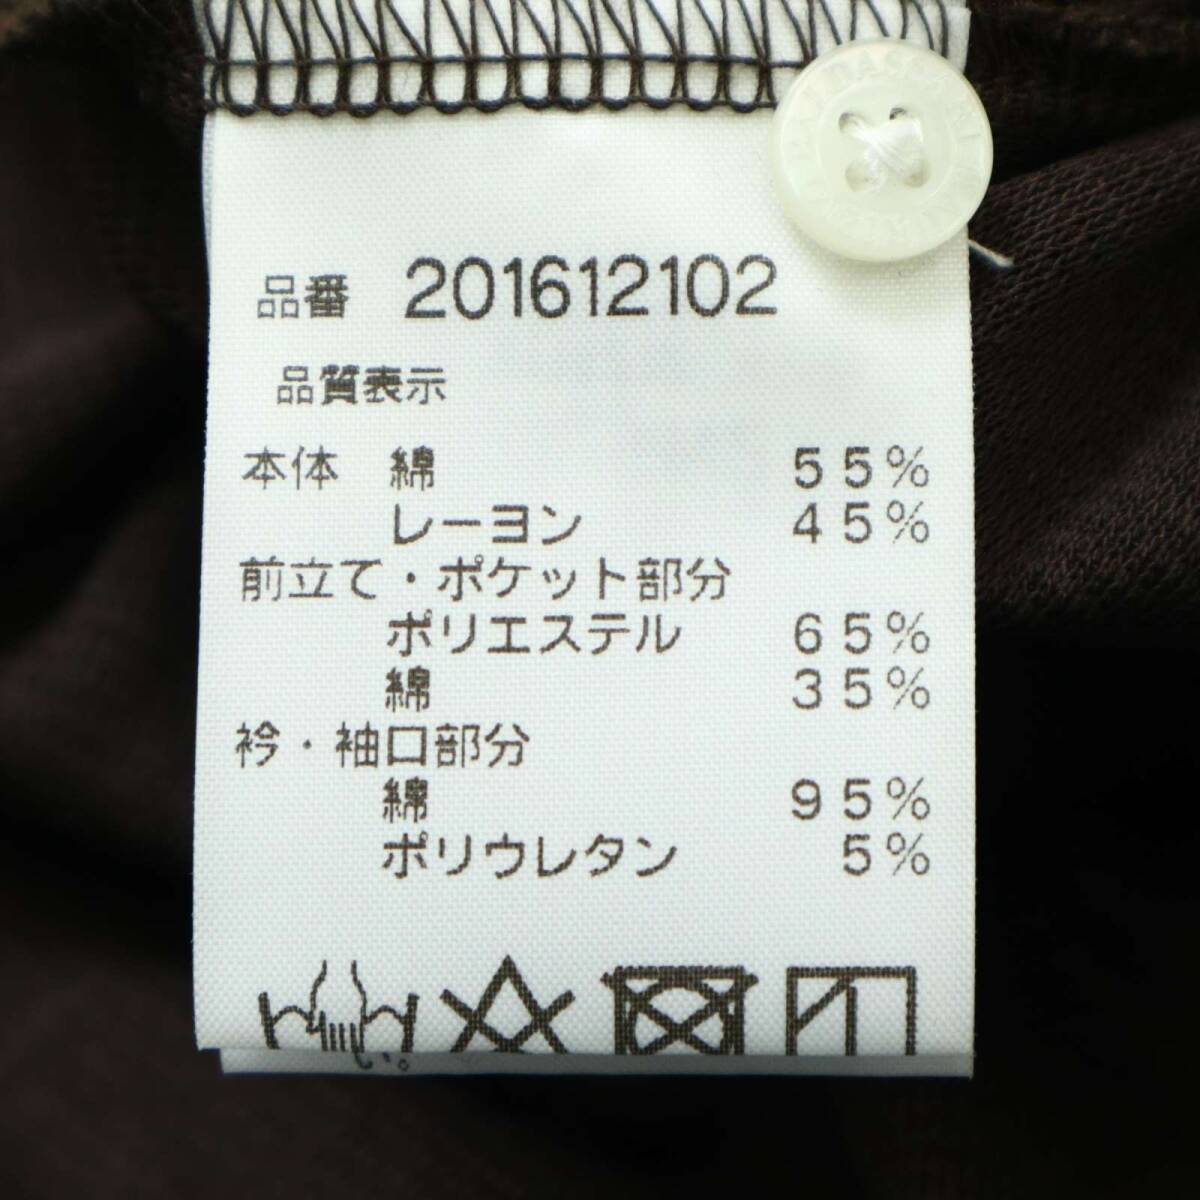 品番 201612102
品質表示
本体 綿 55%
レーヨン 45%
前立て・ポケット部分
ポリエステル 65%
綿 35%
衿・袖口部分
綿 95%
ポリウレタン 5%